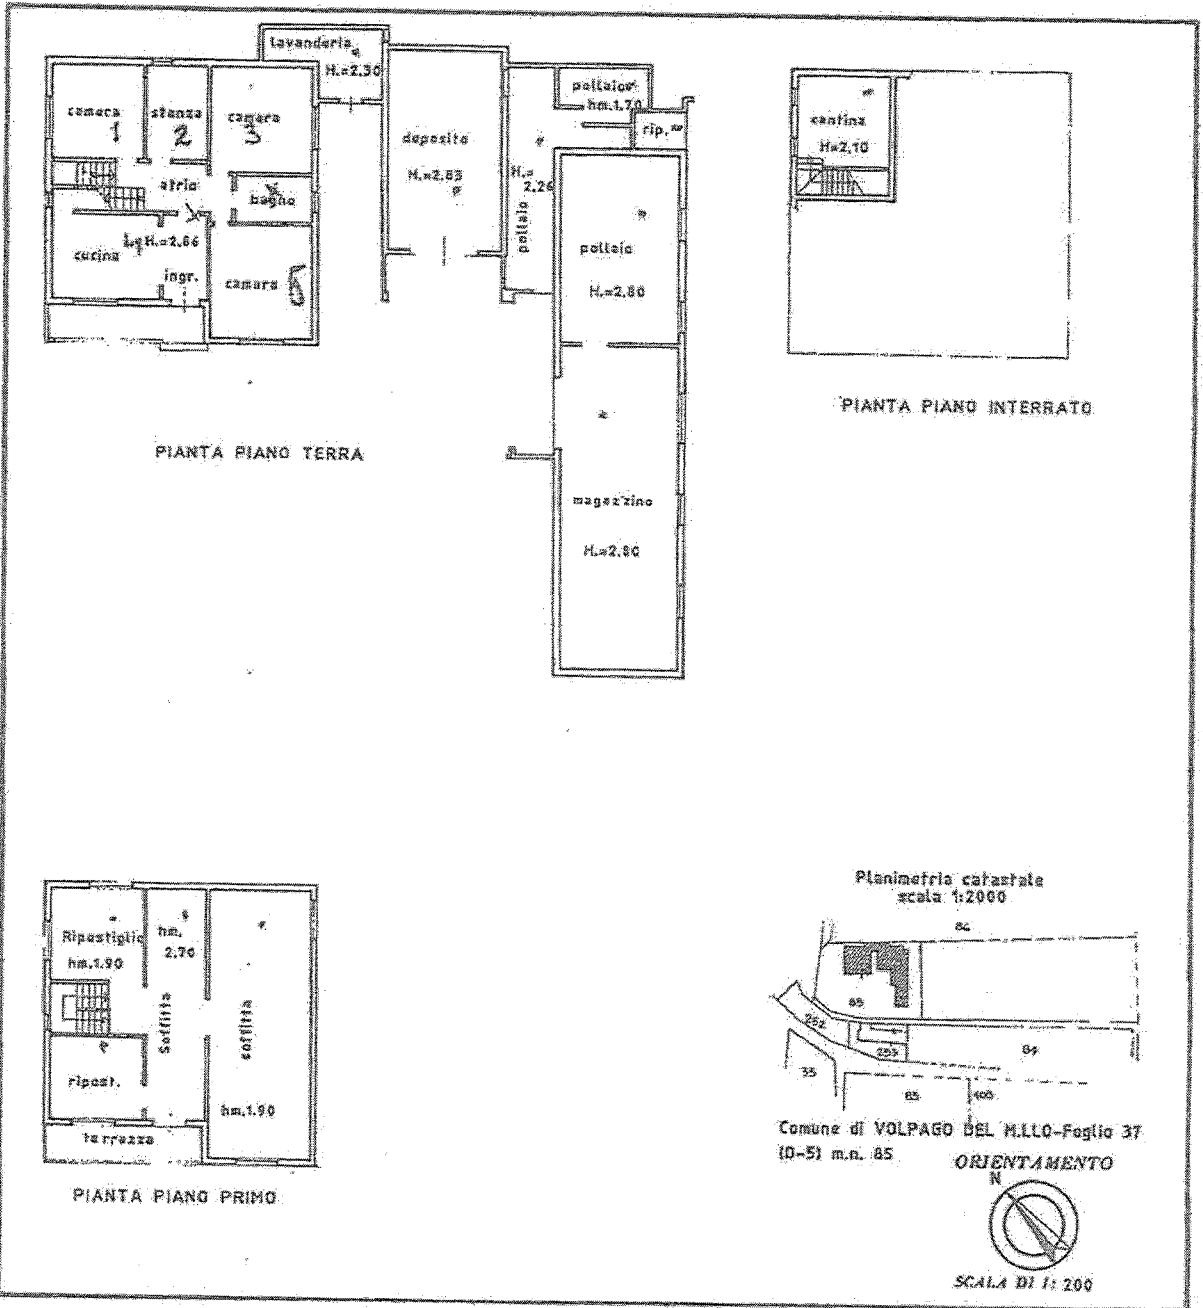 lavanderia
H.=2.30
camera
1
stanza
2
camera
3
deposito
H.=2.83
pollaio
hm.1.70
rip.
H.=
2,26
pollaio
atrio
bagno
cucina
4
H.=2.66
ingr.
camera
5
pollaio
H.=2.80
magazzino
H.=2.80
PIANTA PIANO TERRA
cantina
H=2.10
PIANTA PIANO INTERRATO
Ripostiglio
hm.1.90
hm.
2.70
Soffitta
soffitta
ripost.
hm.1.90
terrazza
PIANTA PIANO PRIMO
Planimetria catastale
scala 1:2000
84
85
252
253
84
35
83
Comune di VOLPAGO DEL M.LLO-Foglio 37
(D-5) m.n. 85
ORIENTAMENTO
N
SCALA DI 1: 200